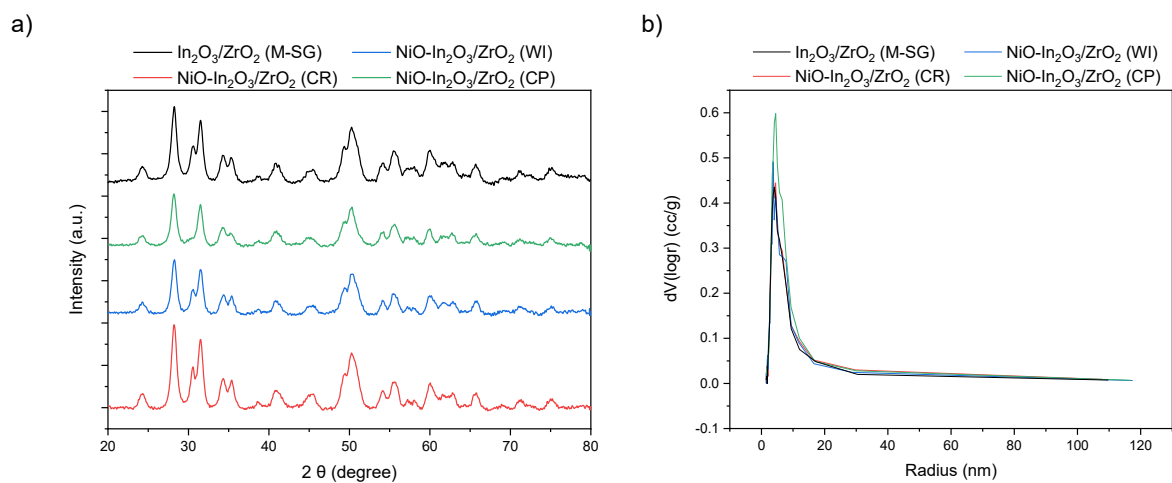 a)
In₂O₃/ZrO₂ (M-SG) NiO-In₂O₃/ZrO₂ (WI)
NiO-In₂O₃/ZrO₂ (CR) NiO-In₂O₃/ZrO₂ (CP)
Intensity (a.u.)
20 30 40 50 60 70 80
2 θ (degree)
b)
In₂O₃/ZrO₂ (M-SG) NiO-In₂O₃/ZrO₂ (WI)
NiO-In₂O₃/ZrO₂ (CR) NiO-In₂O₃/ZrO₂ (CP)
dV(logr) (cc/g)
0.6
0.5
0.4
0.3
0.2
0.1
0.0
-0.1
0 20 40 60 80 100 120
Radius (nm)